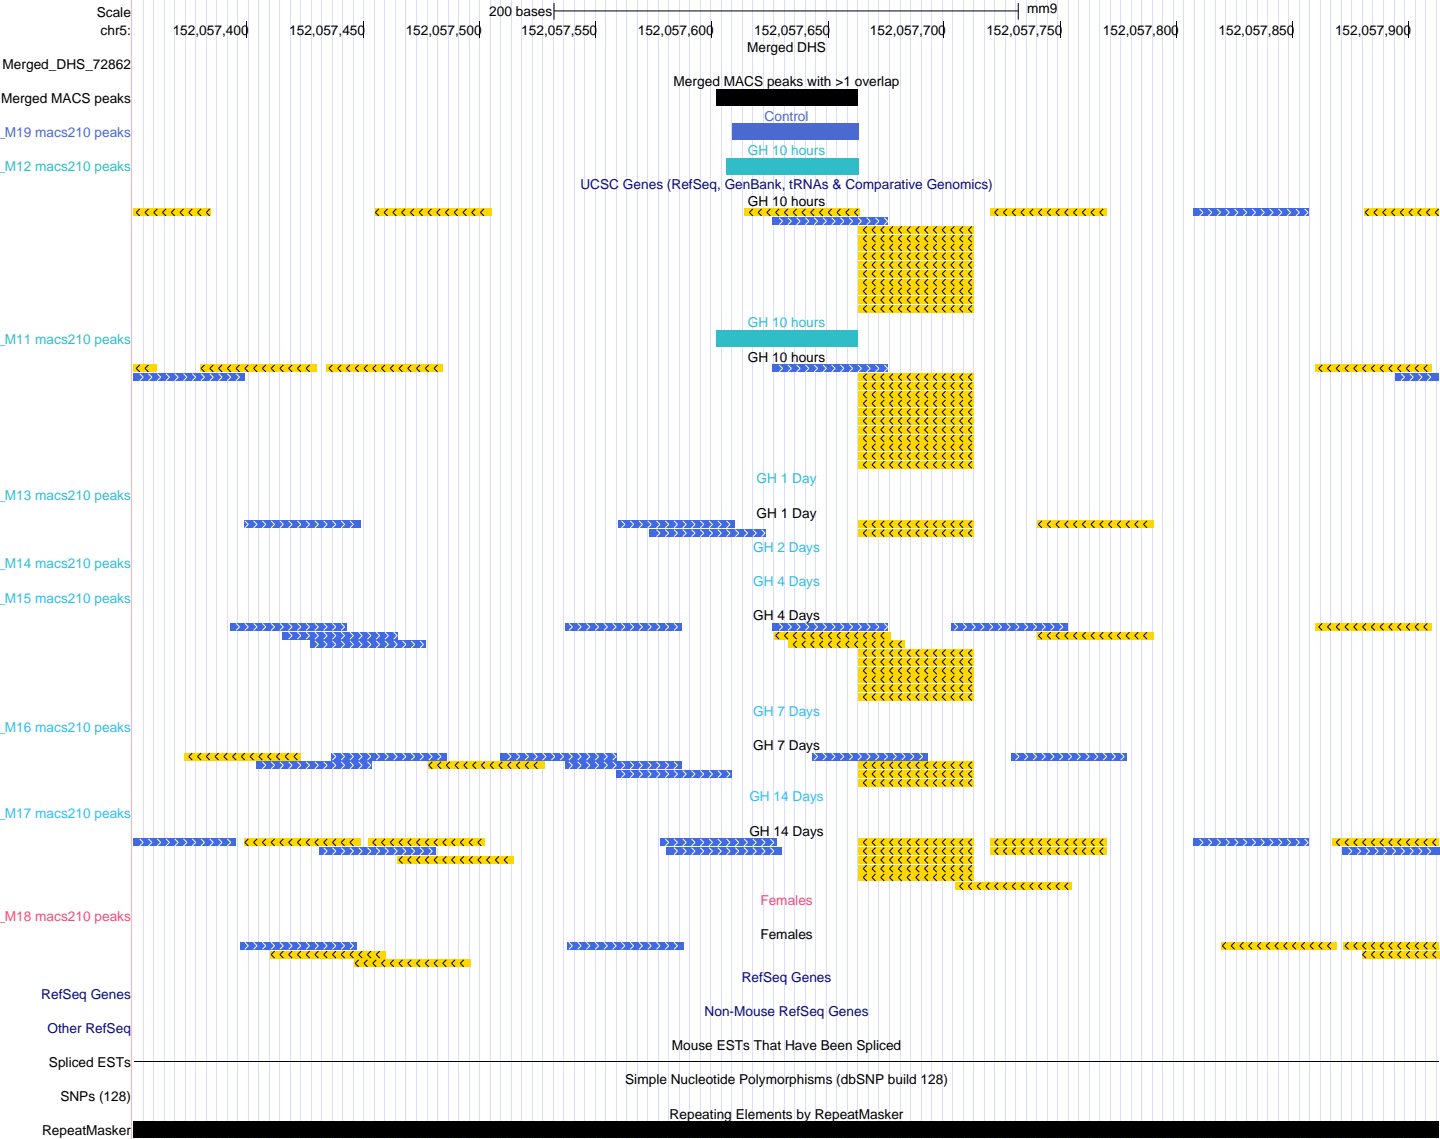 Scale 200 bases mm9
chr5: 152,057,400 152,057,450 152,057,500 152,057,550 152,057,600 152,057,650 152,057,700 152,057,750 152,057,800 152,057,850 152,057,900
Merged DHS
Merged_DHS_72862
Merged MACS peaks with >1 overlap
Merged MACS peaks
Control
_M19 macs210 peaks
GH 10 hours
_M12 macs210 peaks
UCSC Genes (RefSeq, GenBank, tRNAs & Comparative Genomics)
GH 10 hours
GH 10 hours
_M11 macs210 peaks
GH 10 hours
GH 1 Day
_M13 macs210 peaks
GH 1 Day
GH 2 Days
_M14 macs210 peaks
GH 4 Days
_M15 macs210 peaks
GH 4 Days
GH 7 Days
_M16 macs210 peaks
GH 7 Days
GH 14 Days
_M17 macs210 peaks
GH 14 Days
Females
_M18 macs210 peaks
Females
RefSeq Genes
RefSeq Genes
Non-Mouse RefSeq Genes
Other RefSeq
Mouse ESTs That Have Been Spliced
Spliced ESTs
Simple Nucleotide Polymorphisms (dbSNP build 128)
SNPs (128)
Repeating Elements by RepeatMasker
RepeatMasker